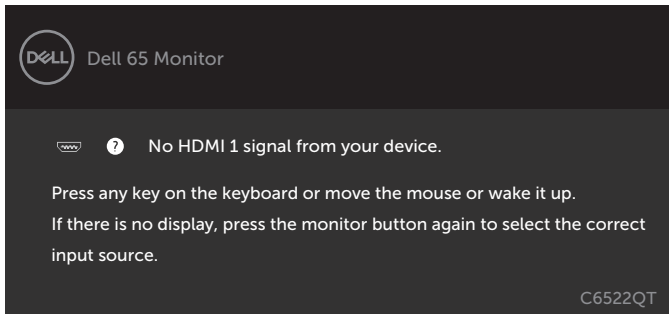 DELL Dell 65 Monitor
? No HDMI 1 signal from your device.
Press any key on the keyboard or move the mouse or wake it up.
If there is no display, press the monitor button again to select the correct
input source.
C6522QT